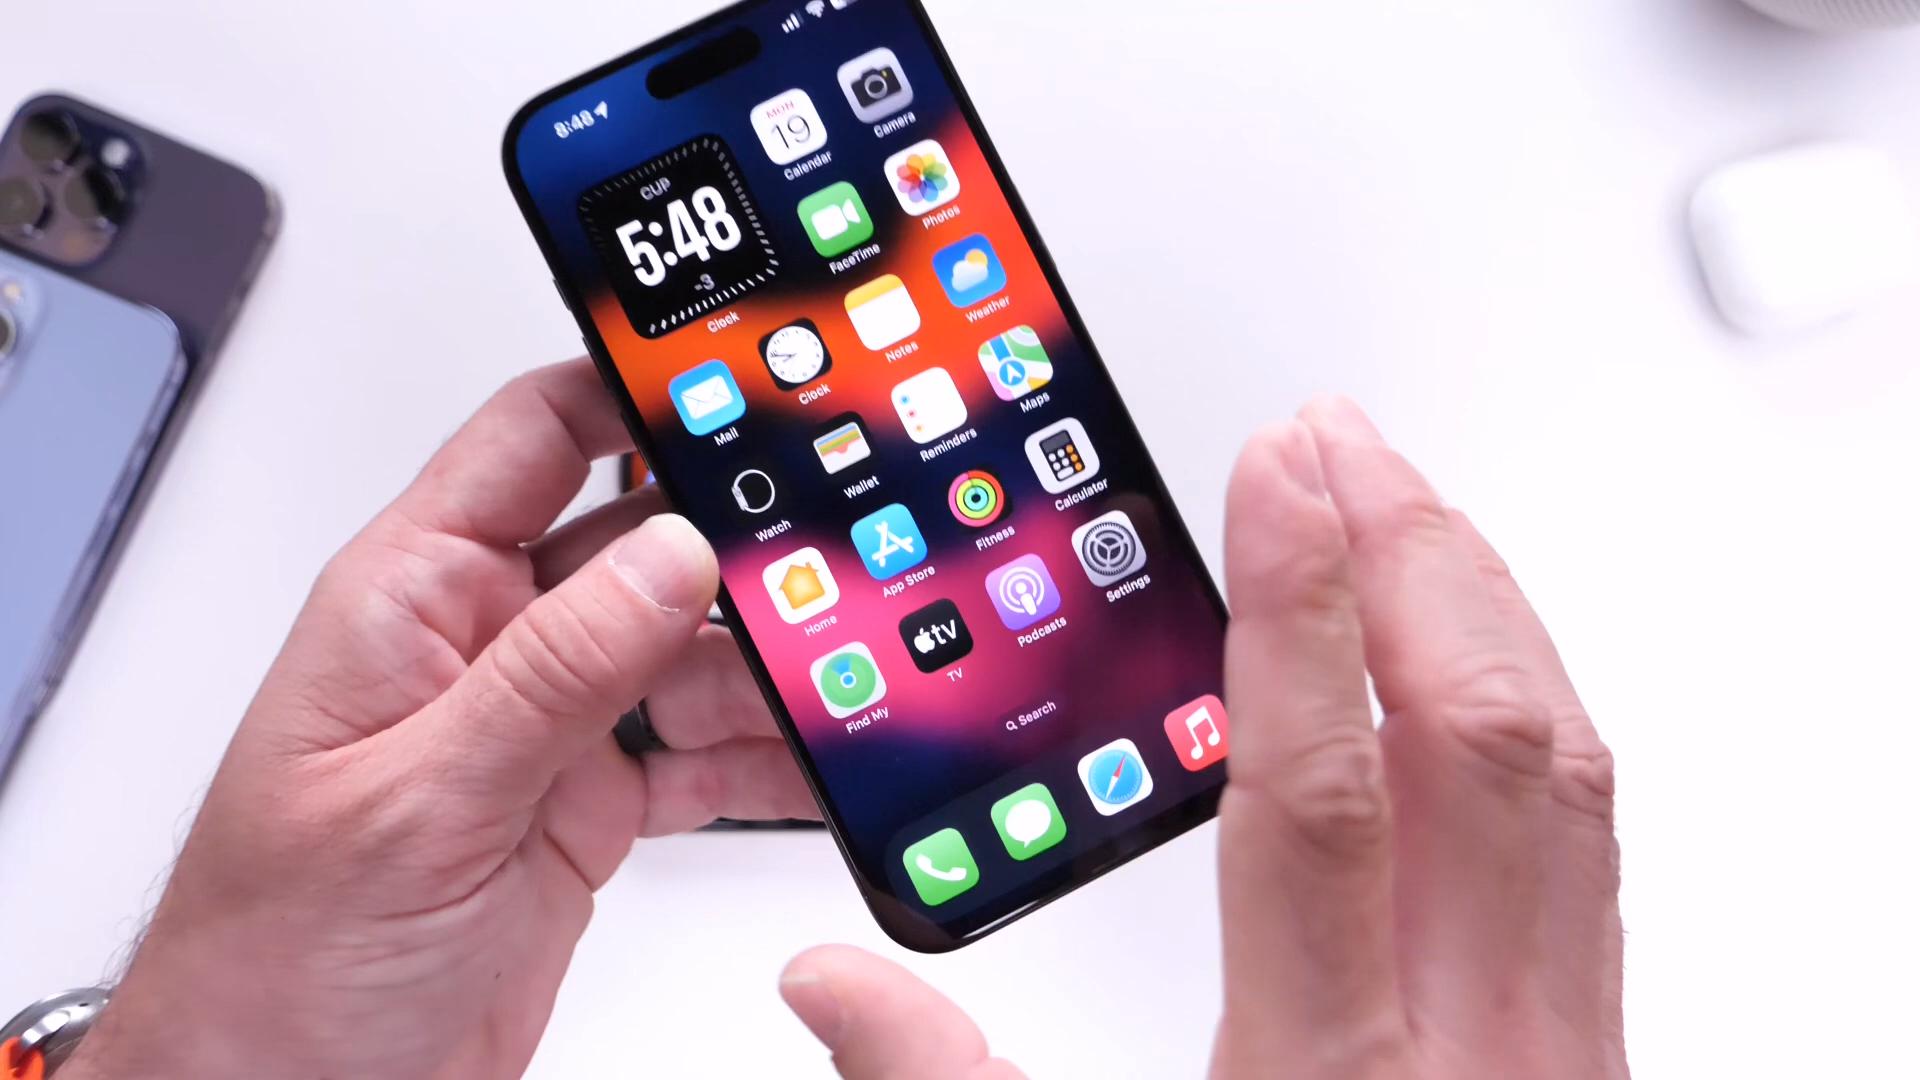 8:48
CUP
5:48
-3
Clock
MON
19
Calendar
Camera
FaceTime
Photos
Mail
Clock
Notes
Weather
Watch
Wallet
Reminders
Maps
Home
App Store
Fitness
Calculator
Find My
tv
TV
Podcasts
Settings
Search